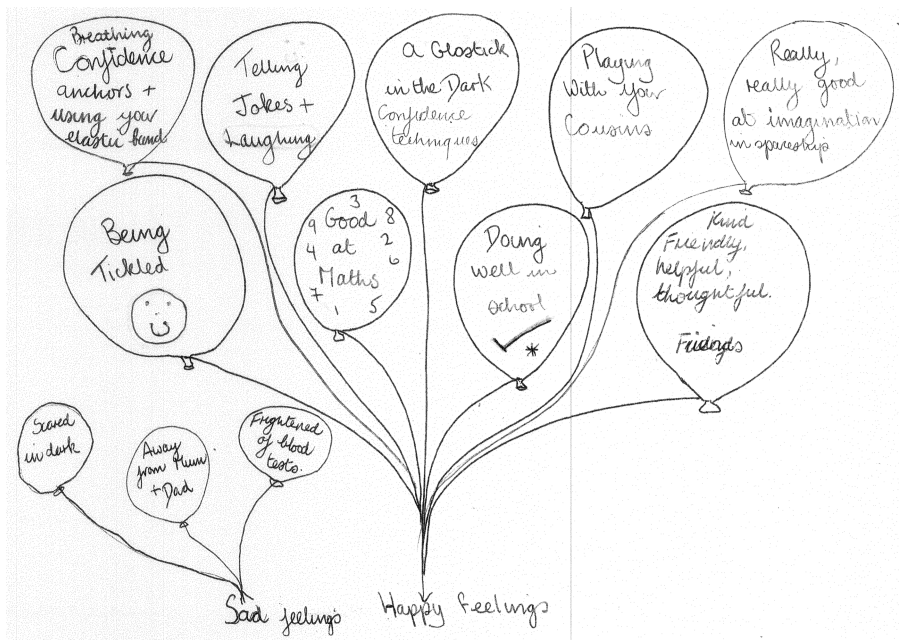 Breathing
Confidence
anchors +
using your
elastic band
Telling
Jokes +
Laughing
A Glostick
in the Dark
Confidence
techniques
Playing
With your
Cousins
Really,
really good
at imagination
in spaceship
Being
Tickled
3
9 Good 8
4 at 2
6
Maths
7
1 5
Doing
well in
school
Kind
Friendly,
helpful,
thoughtful.
Friends
Scared
in dark
Away
from Mum
+ Dad
Frightened
of blood
tests.
Sad feelings
Happy feelings